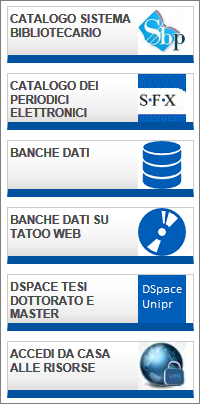 CATALOGO SISTEMA
BIBLIOTECARIO
Sbp
CATALOGO DEI
PERIODICI
ELETTRONICI
S·F·X
BANCHE DATI
BANCHE DATI SU
TATOO WEB
DSPACE TESI
DOTTORATO E
MASTER
DSpace
Unipr
ACCEDI DA CASA
ALLE RISORSE
VPN